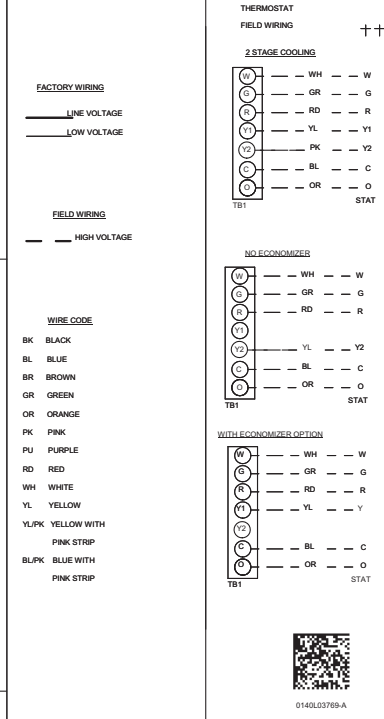 FACTORY WIRING
LINE VOLTAGE
LOW VOLTAGE
FIELD WIRING
HIGH VOLTAGE
WIRE CODE
BK BLACK
BL BLUE
BR BROWN
GR GREEN
OR ORANGE
PK PINK
PU PURPLE
RD RED
WH WHITE
YL YELLOW
YL/PK YELLOW WITH
PINK STRIP
BL/PK BLUE WITH
PINK STRIP
THERMOSTAT
FIELD WIRING
2 STAGE COOLING
W WH W
G GR G
R RD R
Y1 YL Y1
Y2 PK Y2
C BL C
O OR O
TB1 STAT
NO ECONOMIZER
W WH W
G GR G
R RD R
Y1
Y2 YL Y2
C BL C
O OR O
TB1 STAT
WITH ECONOMIZER OPTION
W WH W
G GR G
R RD R
Y1 YL Y
Y2
C BL C
O OR O
TB1 STAT
0140L03769-A